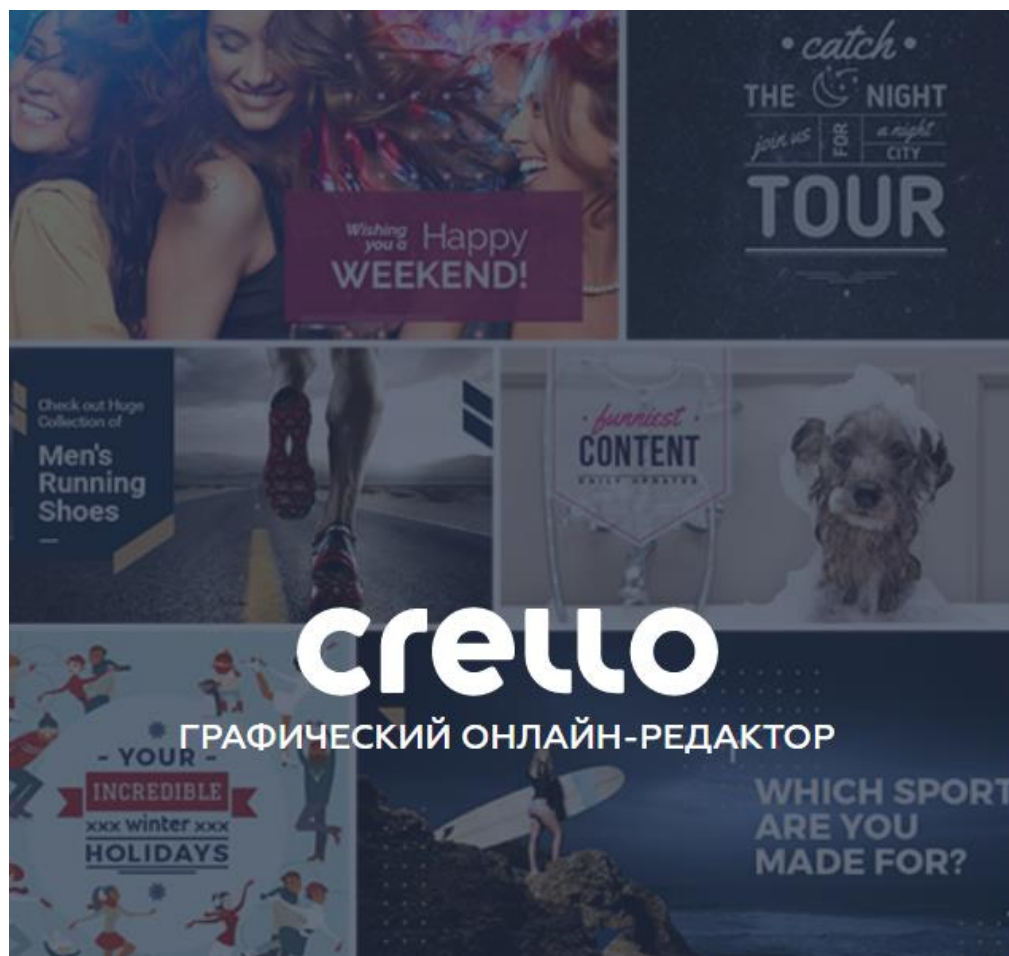 • catch •
THE NIGHT
join us FOR a night
CITY
TOUR
Wishing
you a Happy
WEEKEND!
Check out Huge
Collection of
Men's
Running
Shoes
• funniest •
CONTENT
DAILY UPDATES
crello
ГРАФИЧЕСКИЙ ОНЛАЙН-РЕДАКТОР
- YOUR -
INCREDIBLE
xxx winter xxx
HOLIDAYS
WHICH SPORT
ARE YOU
MADE FOR?